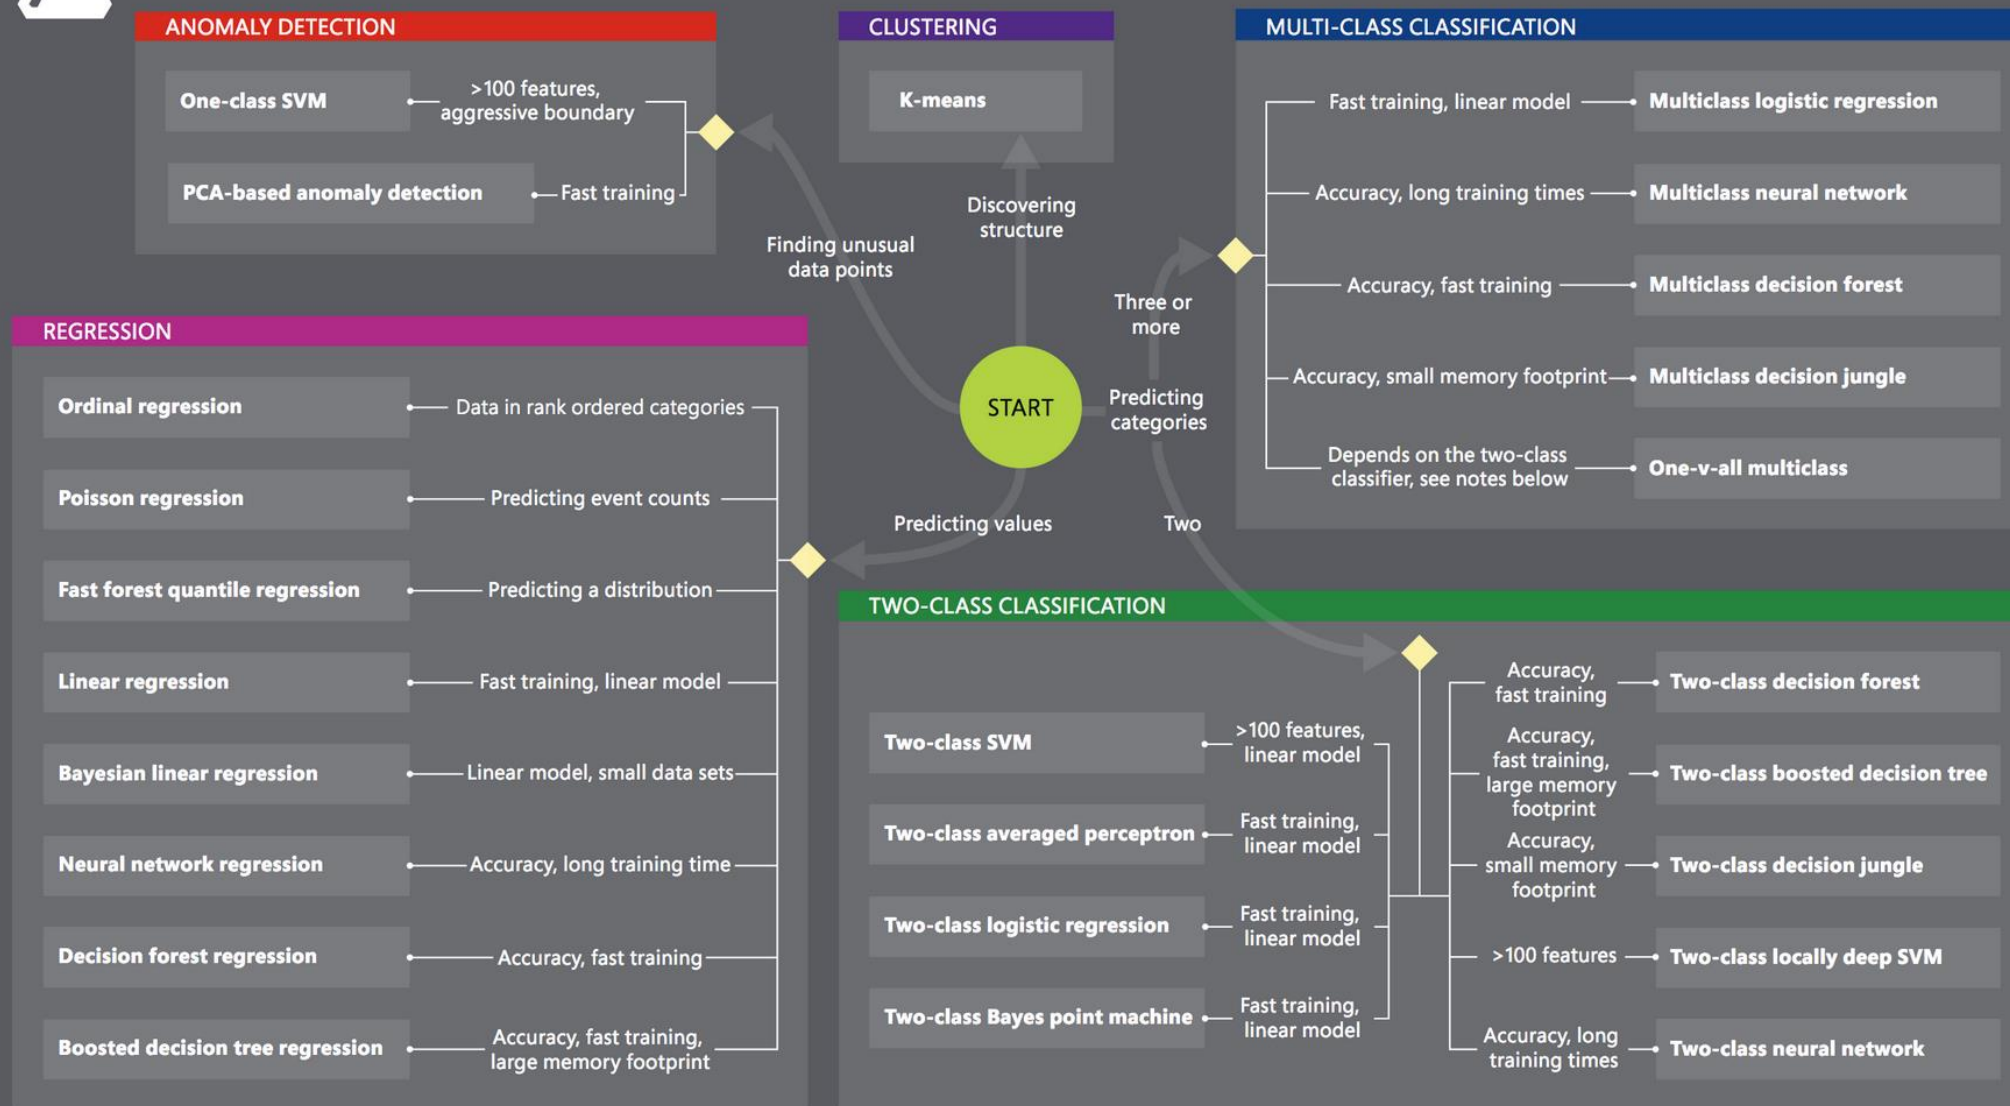 ANOMALY DETECTION
One-class SVM
>100 features,
aggressive boundary
PCA-based anomaly detection
Fast training
CLUSTERING
K-means
MULTI-CLASS CLASSIFICATION
Fast training, linear model
Multiclass logistic regression
Accuracy, long training times
Multiclass neural network
Accuracy, fast training
Multiclass decision forest
Accuracy, small memory footprint
Multiclass decision jungle
Depends on the two-class
classifier, see notes below
One-v-all multiclass
Finding unusual
data points
Discovering
structure
Three or
more
START
Predicting
categories
Predicting values
Two
REGRESSION
Ordinal regression
Data in rank ordered categories
Poisson regression
Predicting event counts
Fast forest quantile regression
Predicting a distribution
Linear regression
Fast training, linear model
Bayesian linear regression
Linear model, small data sets
Neural network regression
Accuracy, long training time
Decision forest regression
Accuracy, fast training
Boosted decision tree regression
Accuracy, fast training,
large memory footprint
TWO-CLASS CLASSIFICATION
Two-class SVM
>100 features,
linear model
Two-class averaged perceptron
Fast training,
linear model
Two-class logistic regression
Fast training,
linear model
Two-class Bayes point machine
Fast training,
linear model
Accuracy,
fast training
Two-class decision forest
Accuracy,
fast training,
large memory
footprint
Two-class boosted decision tree
Accuracy,
small memory
footprint
Two-class decision jungle
>100 features
Two-class locally deep SVM
Accuracy, long
training times
Two-class neural network